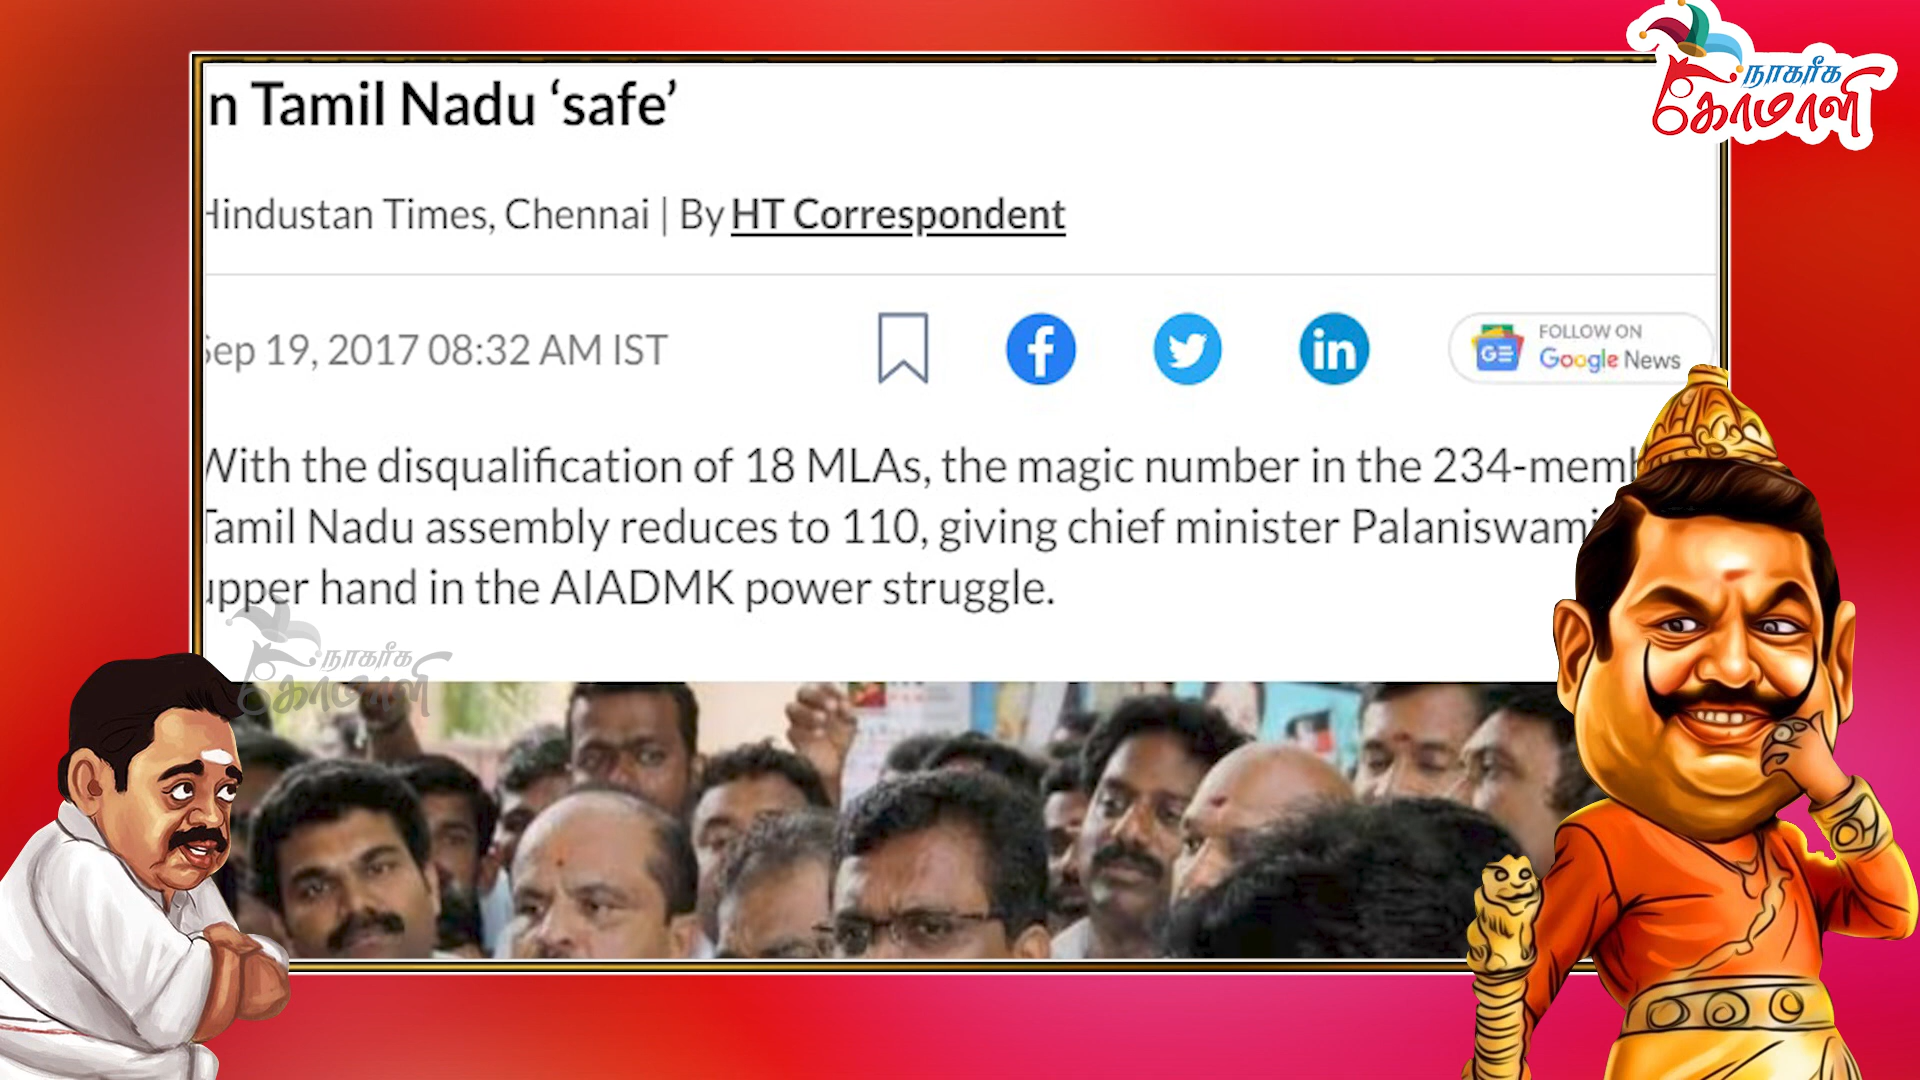 n Tamil Nadu ‘safe’
நாகரீக
கோமாளி
Hindustan Times, Chennai | By HT Correspondent
Sep 19, 2017 08:32 AM IST
FOLLOW ON
GE Google News
With the disqualification of 18 MLAs, the magic number in the 234-memb
Tamil Nadu assembly reduces to 110, giving chief minister Palaniswami
upper hand in the AIADMK power struggle.
நாகரீக
கோமாளி